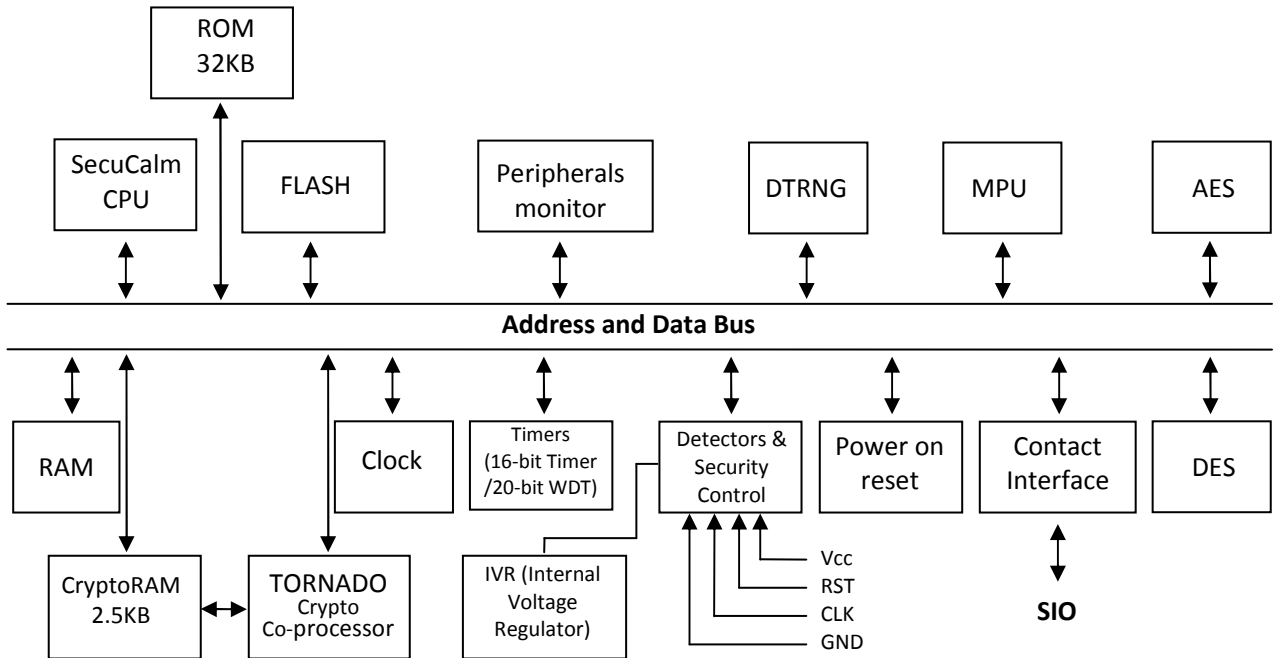 ROM
32KB
SecuCalm
CPU
FLASH
Peripherals
monitor
DTRNG
MPU
AES
Address and Data Bus
RAM
Clock
Timers
(16-bit Timer
/20-bit WDT)
Detectors &
Security
Control
Power on
reset
Contact
Interface
DES
CryptoRAM
2.5KB
TORNADO
Crypto
Co-processor
IVR (Internal
Voltage
Regulator)
Vcc
RST
CLK
GND
SIO